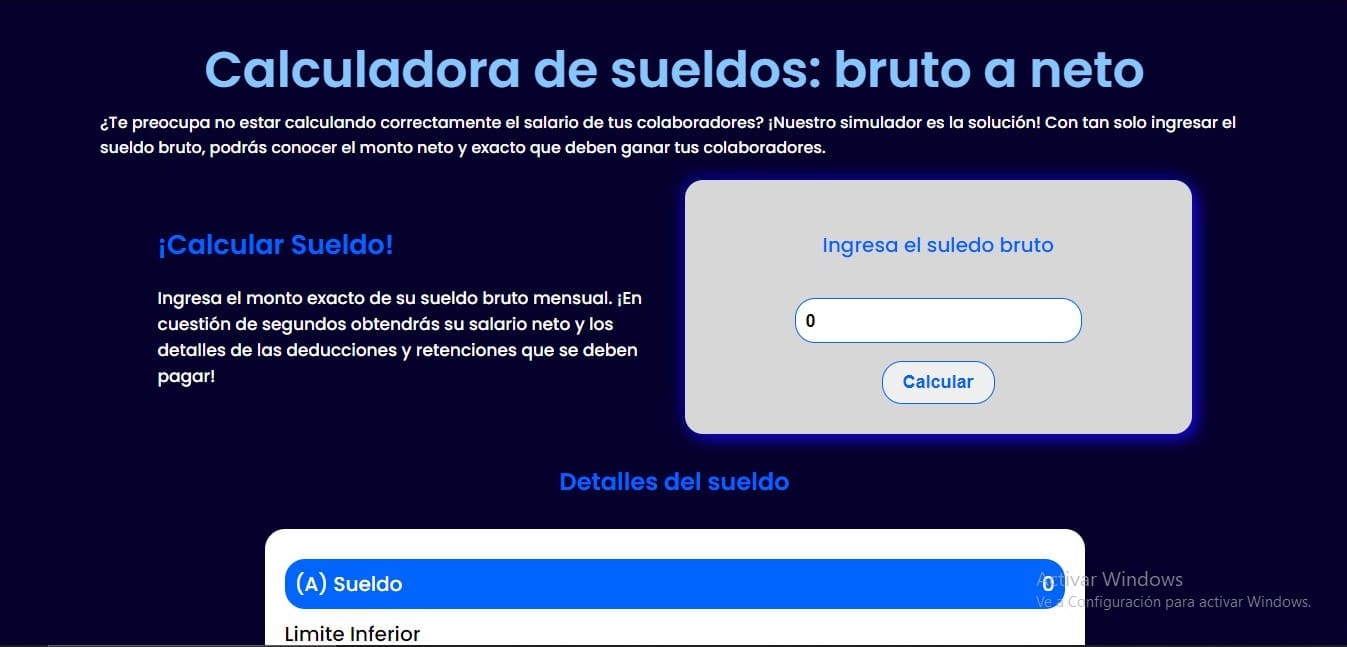 Calculadora de sueldos: bruto a neto
¿Te preocupa no estar calculando correctamente el salario de tus colaboradores? ¡Nuestro simulador es la solución! Con tan solo ingresar el
sueldo bruto, podrás conocer el monto neto y exacto que deben ganar tus colaboradores.
¡Calcular Sueldo!
Ingresa el monto exacto de su sueldo bruto mensual. ¡En
cuestión de segundos obtendrás su salario neto y los
detalles de las deducciones y retenciones que se deben
pagar!
Ingresa el suledo bruto
0
Calcular
Detalles del sueldo
(A) Sueldo 0
Limite Inferior
Activar Windows
Ve a Configuración para activar Windows.